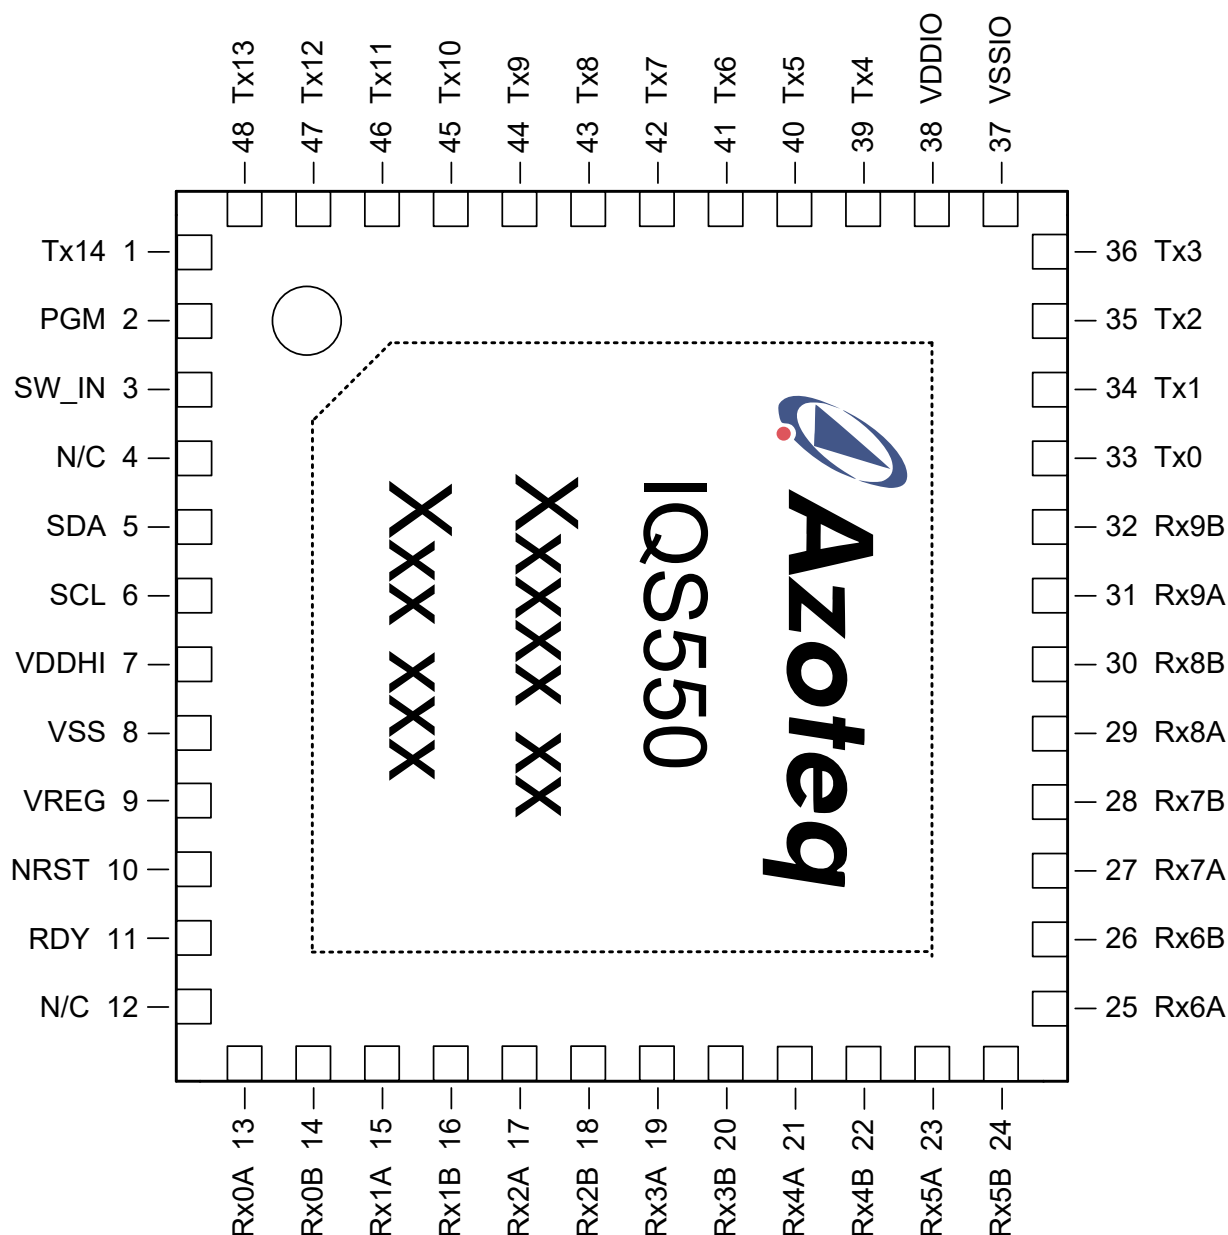 48 Tx13
47 Tx12
46 Tx11
45 Tx10
44 Tx9
43 Tx8
42 Tx7
41 Tx6
40 Tx5
39 Tx4
38 VDDIO
37 VSSIO
Tx14 1
PGM 2
SW_IN 3
N/C 4
SDA 5
SCL 6
VDDHI 7
VSS 8
VREG 9
NRST 10
RDY 11
N/C 12
Azoteq
IQS550
Xxxxx xx
Xxx xxx
36 Tx3
35 Tx2
34 Tx1
33 Tx0
32 Rx9B
31 Rx9A
30 Rx8B
29 Rx8A
28 Rx7B
27 Rx7A
26 Rx6B
25 Rx6A
Rx0A 13
Rx0B 14
Rx1A 15
Rx1B 16
Rx2A 17
Rx2B 18
Rx3A 19
Rx3B 20
Rx4A 21
Rx4B 22
Rx5A 23
Rx5B 24